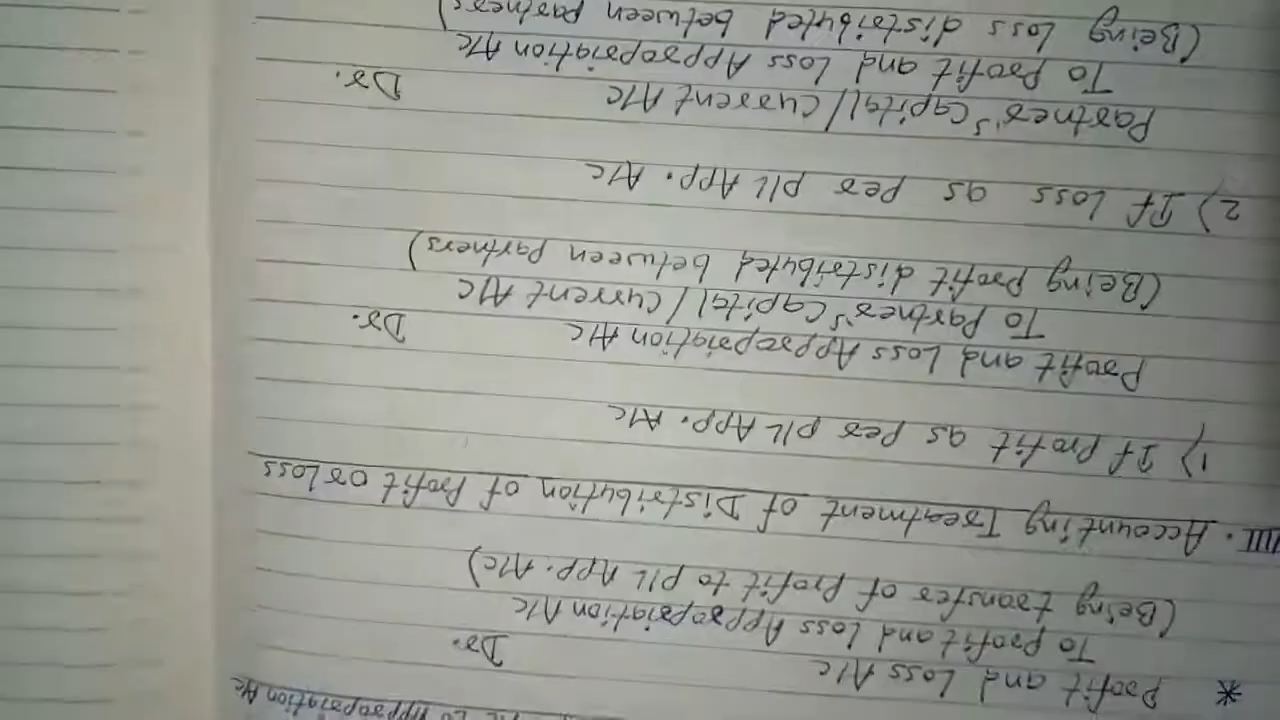 Appropriation A/c
* Profit and Loss A/c Dr.
To Profit and Loss Appropriation A/c
(Being transfer of Profit to P/L App. A/c)
IIII. Accounting Treatment of Distribution of Profit or Loss
1) If Profit as per P/L App. A/c
Profit and Loss Appropriation A/c Dr.
To Partner's Capital/Current A/c
(Being Profit distributed between Partners)
2) If Loss as per P/L App. A/c
Partner's Capital/Current A/c Dr.
To Profit and Loss Appropriation A/c
(Being Loss distributed between Partners)